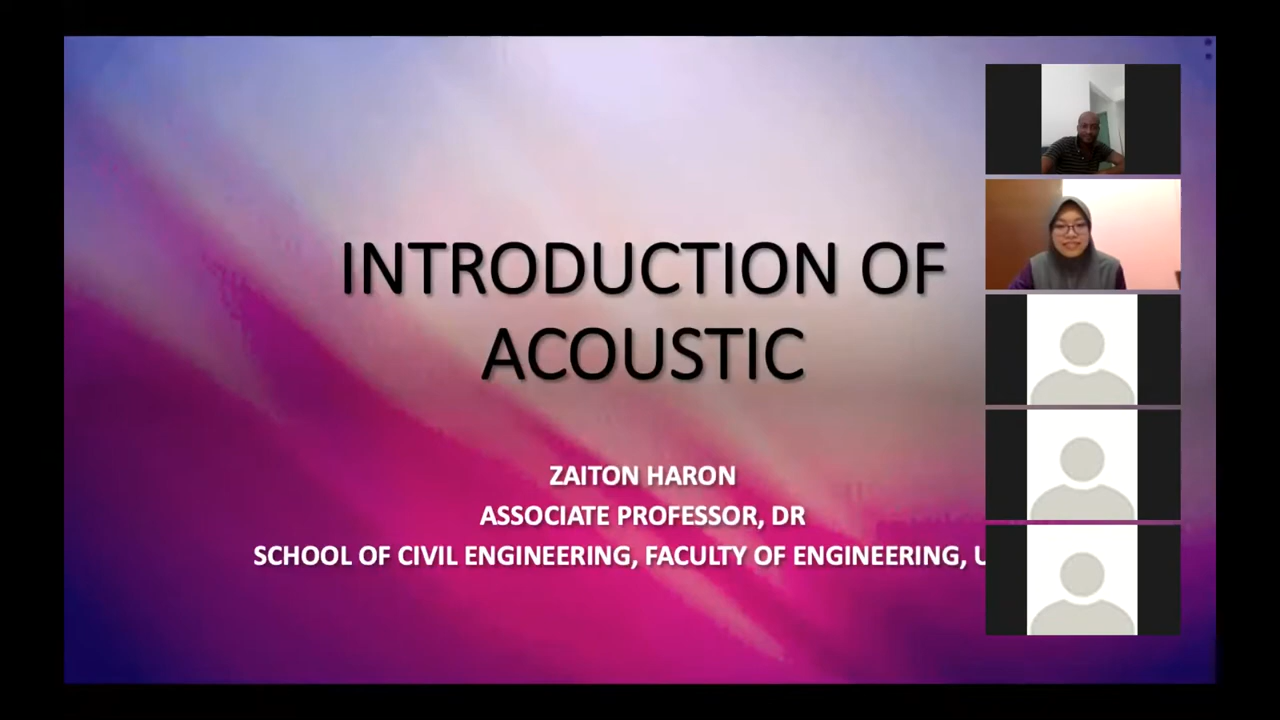 INTRODUCTION OF
ACOUSTIC
ZAITON HARON
ASSOCIATE PROFESSOR, DR
SCHOOL OF CIVIL ENGINEERING, FACULTY OF ENGINEERING,